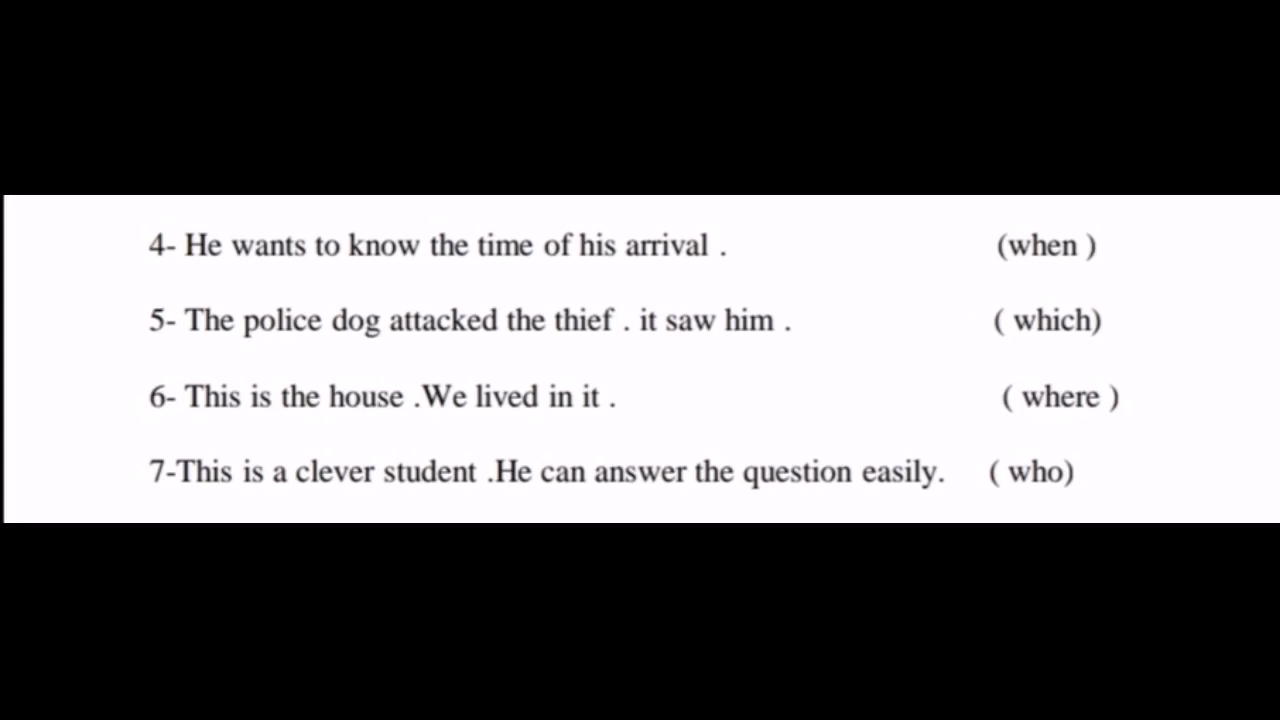 4- He wants to know the time of his arrival . (when )
5- The police dog attacked the thief . it saw him . ( which)
6- This is the house .We lived in it . ( where )
7-This is a clever student .He can answer the question easily. ( who)